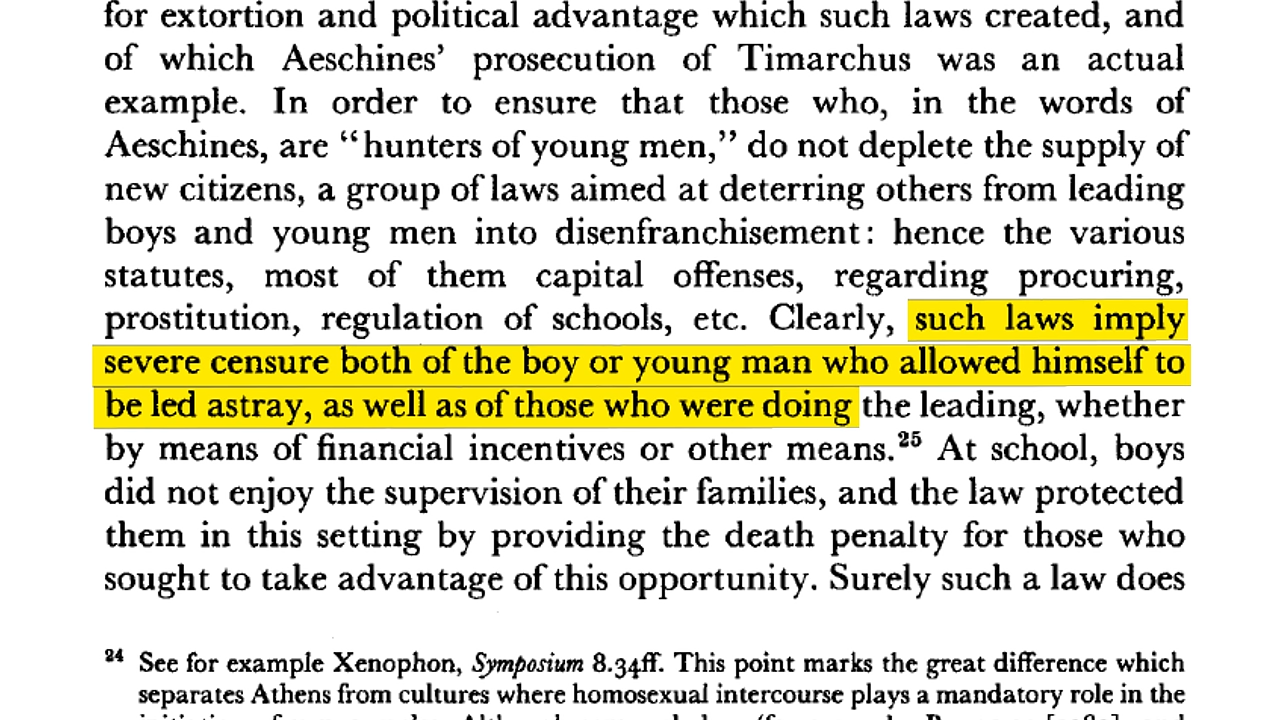 for extortion and political advantage which such laws created, and
of which Aeschines’ prosecution of Timarchus was an actual
example. In order to ensure that those who, in the words of
Aeschines, are “hunters of young men,” do not deplete the supply of
new citizens, a group of laws aimed at deterring others from leading
boys and young men into disenfranchisement: hence the various
statutes, most of them capital offenses, regarding procuring,
prostitution, regulation of schools, etc. Clearly, such laws imply
severe censure both of the boy or young man who allowed himself to
be led astray, as well as of those who were doing the leading, whether
by means of financial incentives or other means.²⁵ At school, boys
did not enjoy the supervision of their families, and the law protected
them in this setting by providing the death penalty for those who
sought to take advantage of this opportunity. Surely such a law does
²⁴ See for example Xenophon, Symposium 8.34ff. This point marks the great difference which
separates Athens from cultures where homosexual intercourse plays a mandatory role in the